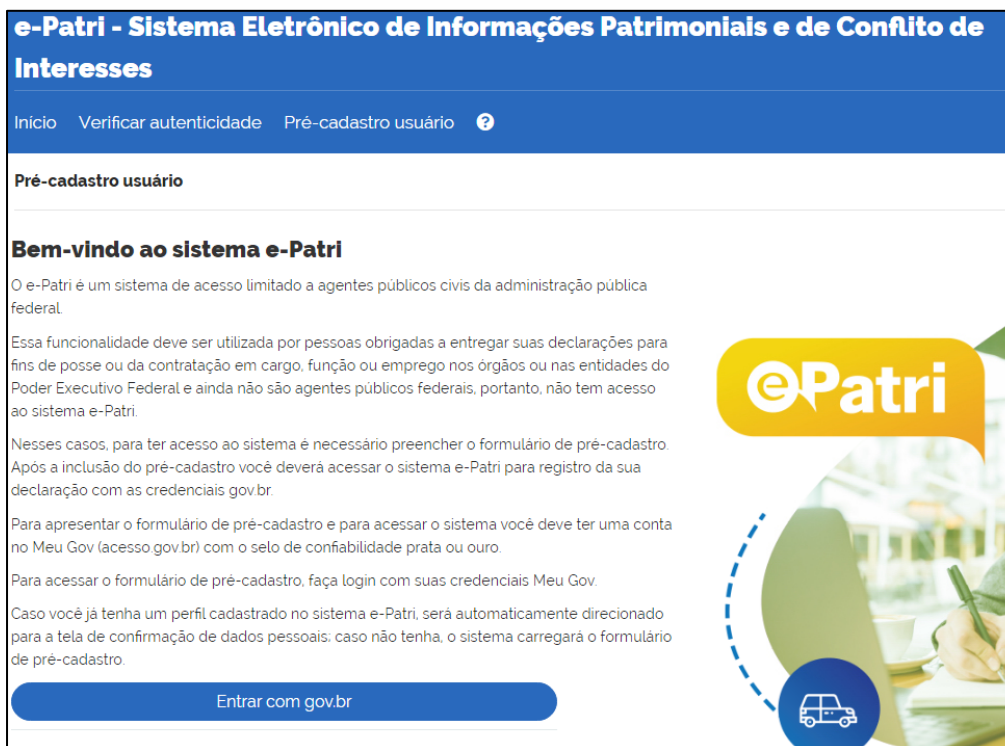 e-Patri - Sistema Eletrônico de Informações Patrimoniais e de Conflito de
Interesses
Início Verificar autenticidade Pré-cadastro usuário ?
Pré-cadastro usuário
Bem-vindo ao sistema e-Patri
O e-Patri é um sistema de acesso limitado a agentes públicos civis da administração pública
federal.
Essa funcionalidade deve ser utilizada por pessoas obrigadas a entregar suas declarações para
fins de posse ou da contratação em cargo, função ou emprego nos órgãos ou nas entidades do
Poder Executivo Federal e ainda não são agentes públicos federais, portanto, não tem acesso
ao sistema e-Patri.
Nesses casos, para ter acesso ao sistema é necessário preencher o formulário de pré-cadastro.
Após a inclusão do pré-cadastro você deverá acessar o sistema e-Patri para registro da sua
declaração com as credenciais gov.br.
Para apresentar o formulário de pré-cadastro e para acessar o sistema você deve ter uma conta
no Meu Gov (acesso.gov.br) com o selo de confiabilidade prata ou ouro.
Para acessar o formulário de pré-cadastro, faça login com suas credenciais Meu Gov.
Caso você já tenha um perfil cadastrado no sistema e-Patri, será automaticamente direcionado
para a tela de confirmação de dados pessoais; caso não tenha, o sistema carregará o formulário
de pré-cadastro.
Entrar com gov.br
ePatri